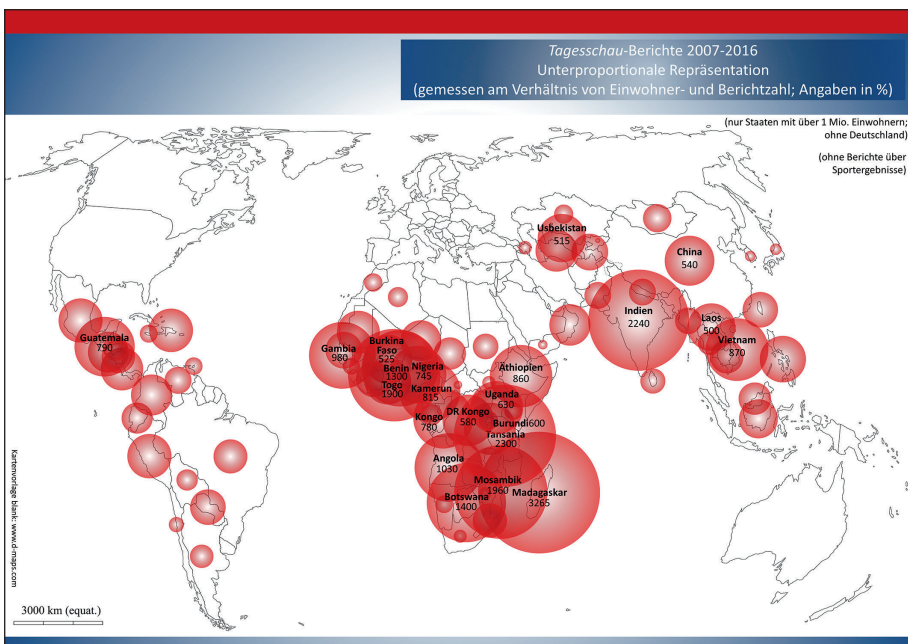 Tagesschau-Berichte 2007-2016
Unterproportionale Repräsentation
(gemessen am Verhältnis von Einwohner- und Berichtzahl; Angaben in %)
(nur Staaten mit über 1 Mio. Einwohnern;
ohne Deutschland)
(ohne Berichte über
Sportergebnisse)
Usbekistan
515
China
540
Indien
2240
Laos
500
Vietnam
870
Guatemala
790
Gambia
980
Burkina
Faso
525
Benin
1300
Togo
1900
Nigeria
745
Kamerun
815
Äthiopien
860
Uganda
630
Kongo
780
DR Kongo
580
Burundi600
Tansania
2300
Angola
1030
Mosambik
1960
Botswana
1400
Madagaskar
3265
Kartenvorlage blank: www.d-maps.com
3000 km (equat.)